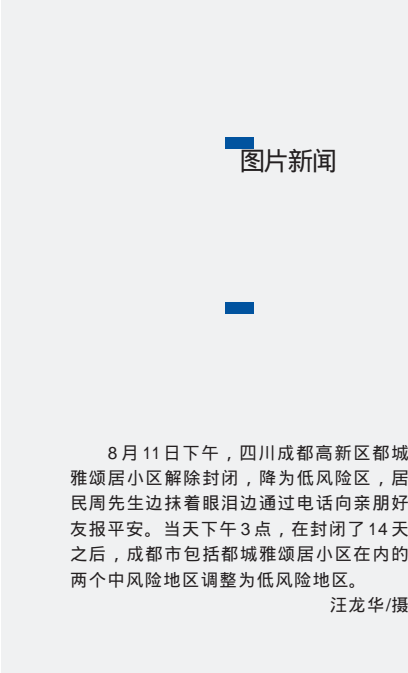 图片新闻
8月11日下午，四川成都高新区都城
雅颂居小区解除封闭，降为低风险区，居
民周先生边抹着眼泪边通过电话向亲朋好
友报平安。当天下午3点，在封闭了14天
之后，成都市包括都城雅颂居小区在内的
两个中风险地区调整为低风险地区。
汪龙华/摄